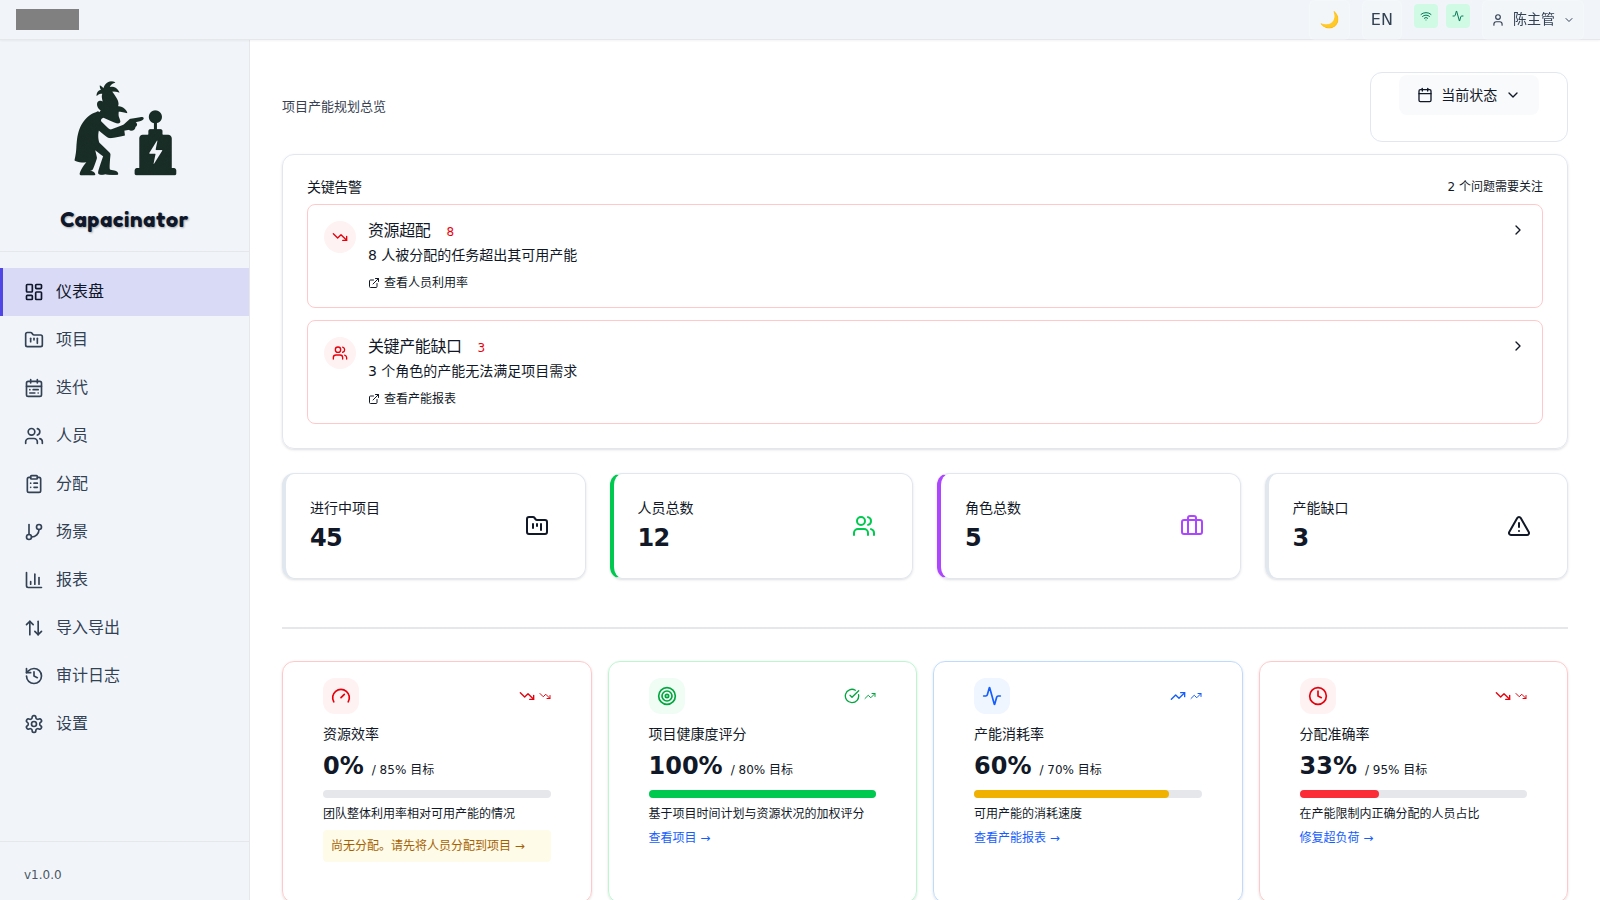 EN
陈主管
Capacinator
仪表盘
项目
迭代
人员
分配
场景
报表
导入导出
审计日志
设置
v1.0.0
项目产能规划总览
当前状态
关键告警
2 个问题需要关注
资源超配 8
8 人被分配的任务超出其可用产能
查看人员利用率
关键产能缺口 3
3 个角色的产能无法满足项目需求
查看产能报表
进行中项目
45
人员总数
12
角色总数
5
产能缺口
3
资源效率
0% / 85% 目标
团队整体利用率相对可用产能的情况
尚无分配。请先将人员分配到项目 →
项目健康度评分
100% / 80% 目标
基于项目时间计划与资源状况的加权评分
查看项目 →
产能消耗率
60% / 70% 目标
可用产能的消耗速度
查看产能报表 →
分配准确率
33% / 95% 目标
在产能限制内正确分配的人员占比
修复超负荷 →